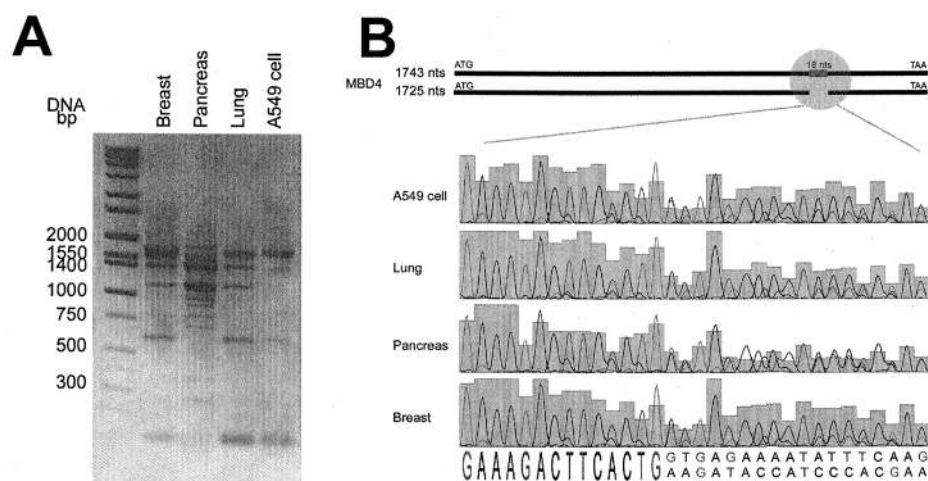 A
DNA
bp
Breast
Pancreas
Lung
A549 cell
2000
1550
1400
1000
750
500
300
B
MBD4
1743 nts
1725 nts
ATG
18 nts
TAA
ATG
TAA
A549 cell
Lung
Pancreas
Breast
GAAAGACTTCACTG
GTGAGAAAATATTTCAAG
AAGATACCATCCCACGAA